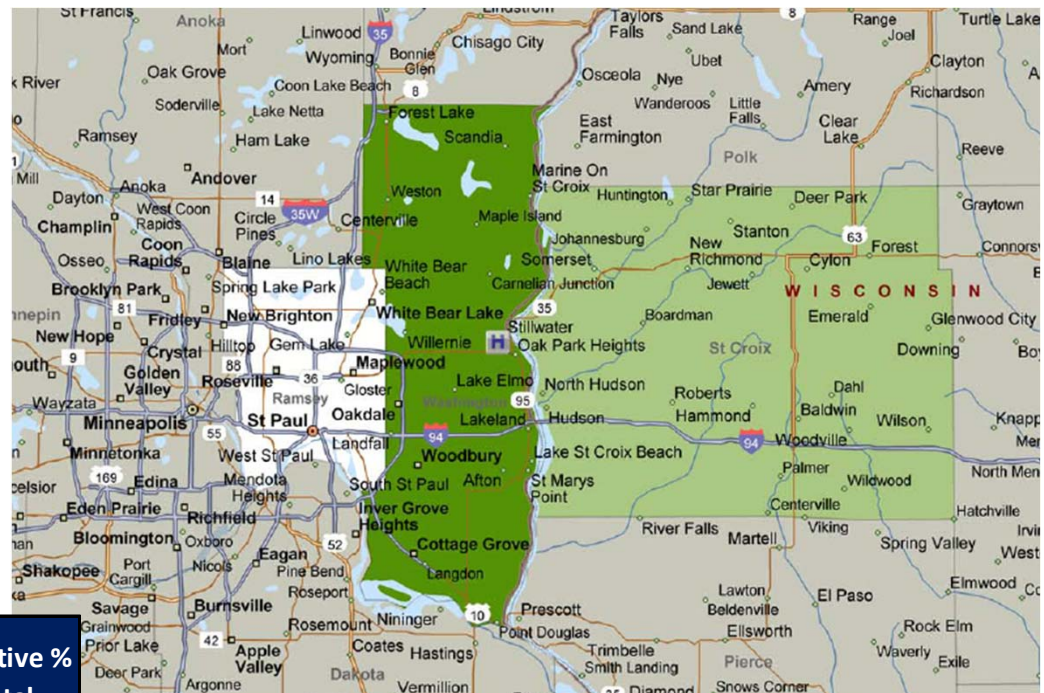 St Francis
Anoka
Linwood
35
Lindstrom
Taylors
Falls
Sand Lake
8
Range
Joel
Turtle Lake
Mort
Wyoming
Bonnie
Glen
Chisago City
Ubet
Clayton
k River
Oak Grove
Coon Lake Beach
8
Osceola
Nye
Amery
Richardson
Soderville
Lake Netta
Forest Lake
Wanderoos
Little
Falls
Ramsey
Ham Lake
Scandia
East
Farmington
Clear
Lake
Reeve
Mill
Andover
Marine On
St Croix
Polk
Dayton
Anoka
14
Weston
Huntington
Star Prairie
Deer Park
Graytown
Champlin
West Coon
Rapids
35W
Circle
Pines
Centerville
Maple Island
Stanton
63
Coon
Rapids
Johannesburg
New
Richmond
Forest
Osseo
Blaine
Lino Lakes
White Bear
Beach
Somerset
Cylon
Brooklyn Park
Spring Lake Park
Carnelian Junction
Jewett
WISCONSIN
81
Fridley
New Brighton
White Bear Lake
35
Boardman
Emerald
Glenwood City
New Hope
Stillwater
H
9
Crystal
Hilltop
Gem Lake
Willernie
Oak Park Heights
St Croix
Downing
Golden
Valley
88
Roseville
36
Maplewood
Lake Elmo
North Hudson
Roberts
Dahl
Wayzata
Ramsey
Gloster
Washington
95
Hammond
Baldwin
Wilson
Minneapolis
55
St Paul
Oakdale
Lakeland
Hudson
Landfall
94
94
Woodville
Minnetonka
West St Paul
Woodbury
Lake St Croix Beach
169
Edina
Mendota
Heights
South St Paul
Afton
St Marys
Point
Palmer
Wildwood
North Men
celsior
Eden Prairie
Richfield
Inver Grove
Heights
Centerville
Hatchville
Bloomington
Oxboro
52
Cottage Grove
River Falls
Viking
Martell
Spring Valley
West
Shakopee
Port
Cargill
Nicols
Eagan
Pine Bend
Langdon
Elmwood
Savage
Burnsville
Roseport
10
Prescott
Lawton
Beldenville
El Paso
Grainwood
Prior Lake
42
Rosemount
Nininger
Point Douglas
Ellsworth
Rock Elm
Deer Park
Apple
Valley
Coates
Hastings
Trimbelle
Smith Landing
Waverly
Exile
Argonne
Dakota
Vermillion
Diamond
Pierce
Snows Corner
tive %